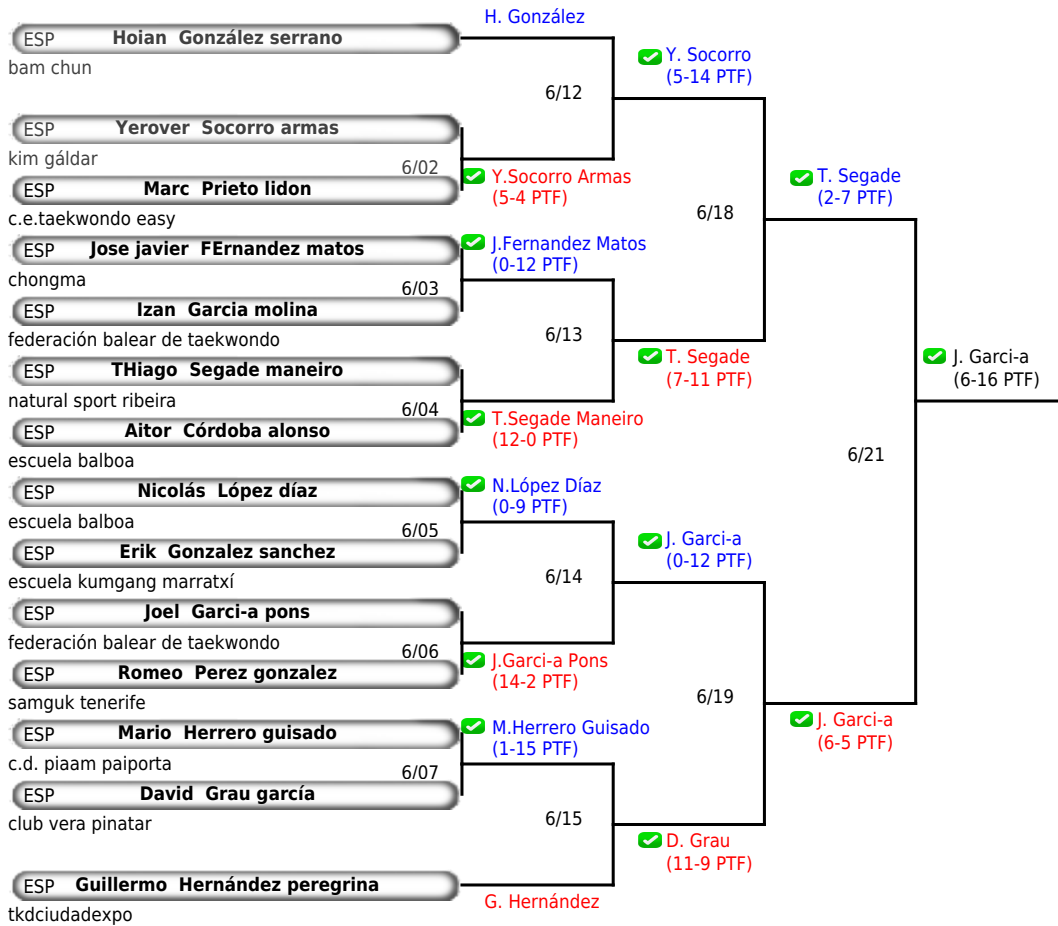 H. González
ESP Hoian González serrano
bam chun
6/12
Y. Socorro
(5-14 PTF)
ESP Yerover Socorro armas
kim gáldar
6/02
ESP Marc Prieto lidon
c.e.taekwondo easy
Y.Socorro Armas
(5-4 PTF)
6/18
T. Segade
(2-7 PTF)
ESP Jose javier FErnandez matos
chongma
6/03
J.Fernandez Matos
(0-12 PTF)
ESP Izan Garcia molina
federación balear de taekwondo
6/13
ESP THiago Segade maneiro
natural sport ribeira
6/04
T. Segade
(7-11 PTF)
J. Garci-a
(6-16 PTF)
ESP Aitor Córdoba alonso
escuela balboa
T.Segade Maneiro
(12-0 PTF)
6/21
ESP Nicolás López díaz
escuela balboa
6/05
N.López Díaz
(0-9 PTF)
ESP Erik Gonzalez sanchez
escuela kumgang marratxí
6/14
J. Garci-a
(0-12 PTF)
ESP Joel Garci-a pons
federación balear de taekwondo
6/06
ESP Romeo Perez gonzalez
samguk tenerife
J.Garci-a Pons
(14-2 PTF)
6/19
J. Garci-a
(6-5 PTF)
ESP Mario Herrero guisado
c.d. piaam paiporta
6/07
M.Herrero Guisado
(1-15 PTF)
ESP David Grau garcía
club vera pinatar
6/15
D. Grau
(11-9 PTF)
ESP Guillermo Hernández peregrina
tkdciudadexpo
G. Hernández